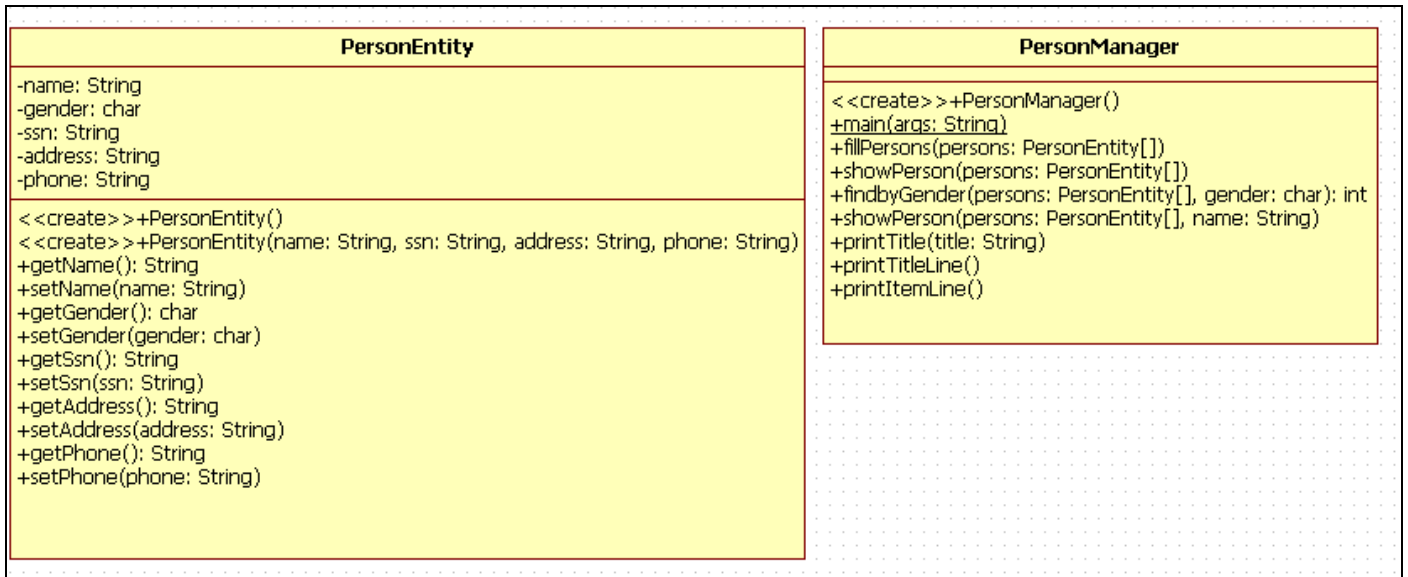 PersonEntity
-name: String
-gender: char
-ssn: String
-address: String
-phone: String
<<create>>+PersonEntity()
<<create>>+PersonEntity(name: String, ssn: String, address: String, phone: String)
+getName(): String
+setName(name: String)
+getGender(): char
+setGender(gender: char)
+getSsn(): String
+setSsn(ssn: String)
+getAddress(): String
+setAddress(address: String)
+getPhone(): String
+setPhone(phone: String)
PersonManager
<<create>>+PersonManager()
+main(args: String)
+fillPersons(persons: PersonEntity[])
+showPerson(persons: PersonEntity[])
+findbyGender(persons: PersonEntity[], gender: char): int
+showPerson(persons: PersonEntity[], name: String)
+printTitle(title: String)
+printTitleLine()
+printItemLine()